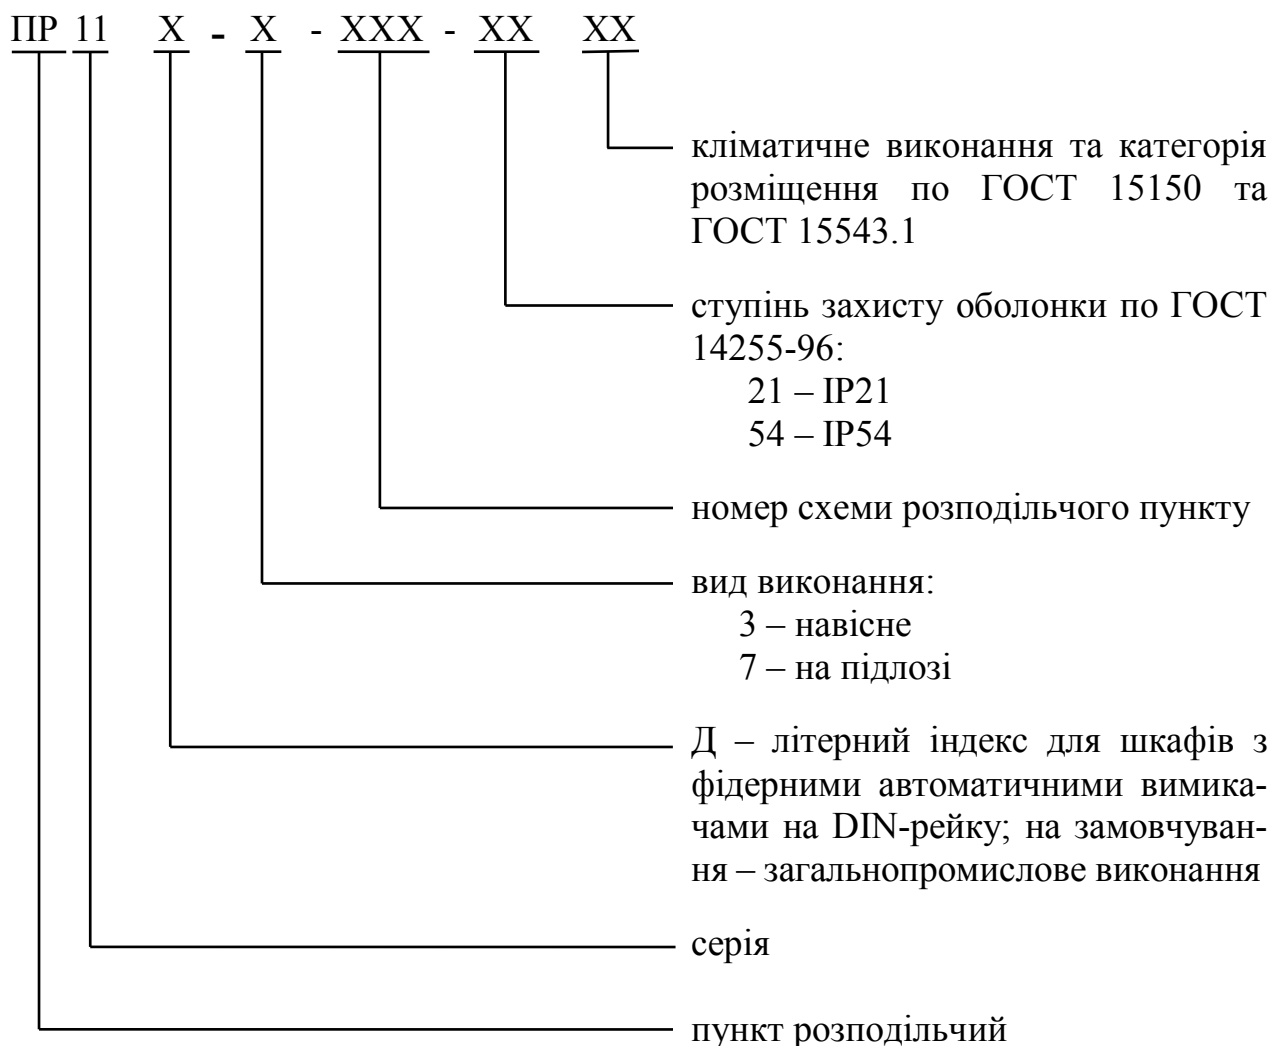 ПР 11 Х - Х - ХХХ - ХХ ХХ
кліматичне виконання та категорія
розміщення по ГОСТ 15150 та
ГОСТ 15543.1
ступінь захисту оболонки по ГОСТ
14255-96:
21 – IP21
54 – IP54
номер схеми розподільчого пункту
вид виконання:
3 – навісне
7 – на підлозі
Д – літерний індекс для шкафів з
фідерними автоматичними вимика-
чами на DIN-рейку; на замовчуван-
ня – загальнопромислове виконання
серія
пункт розподільчий